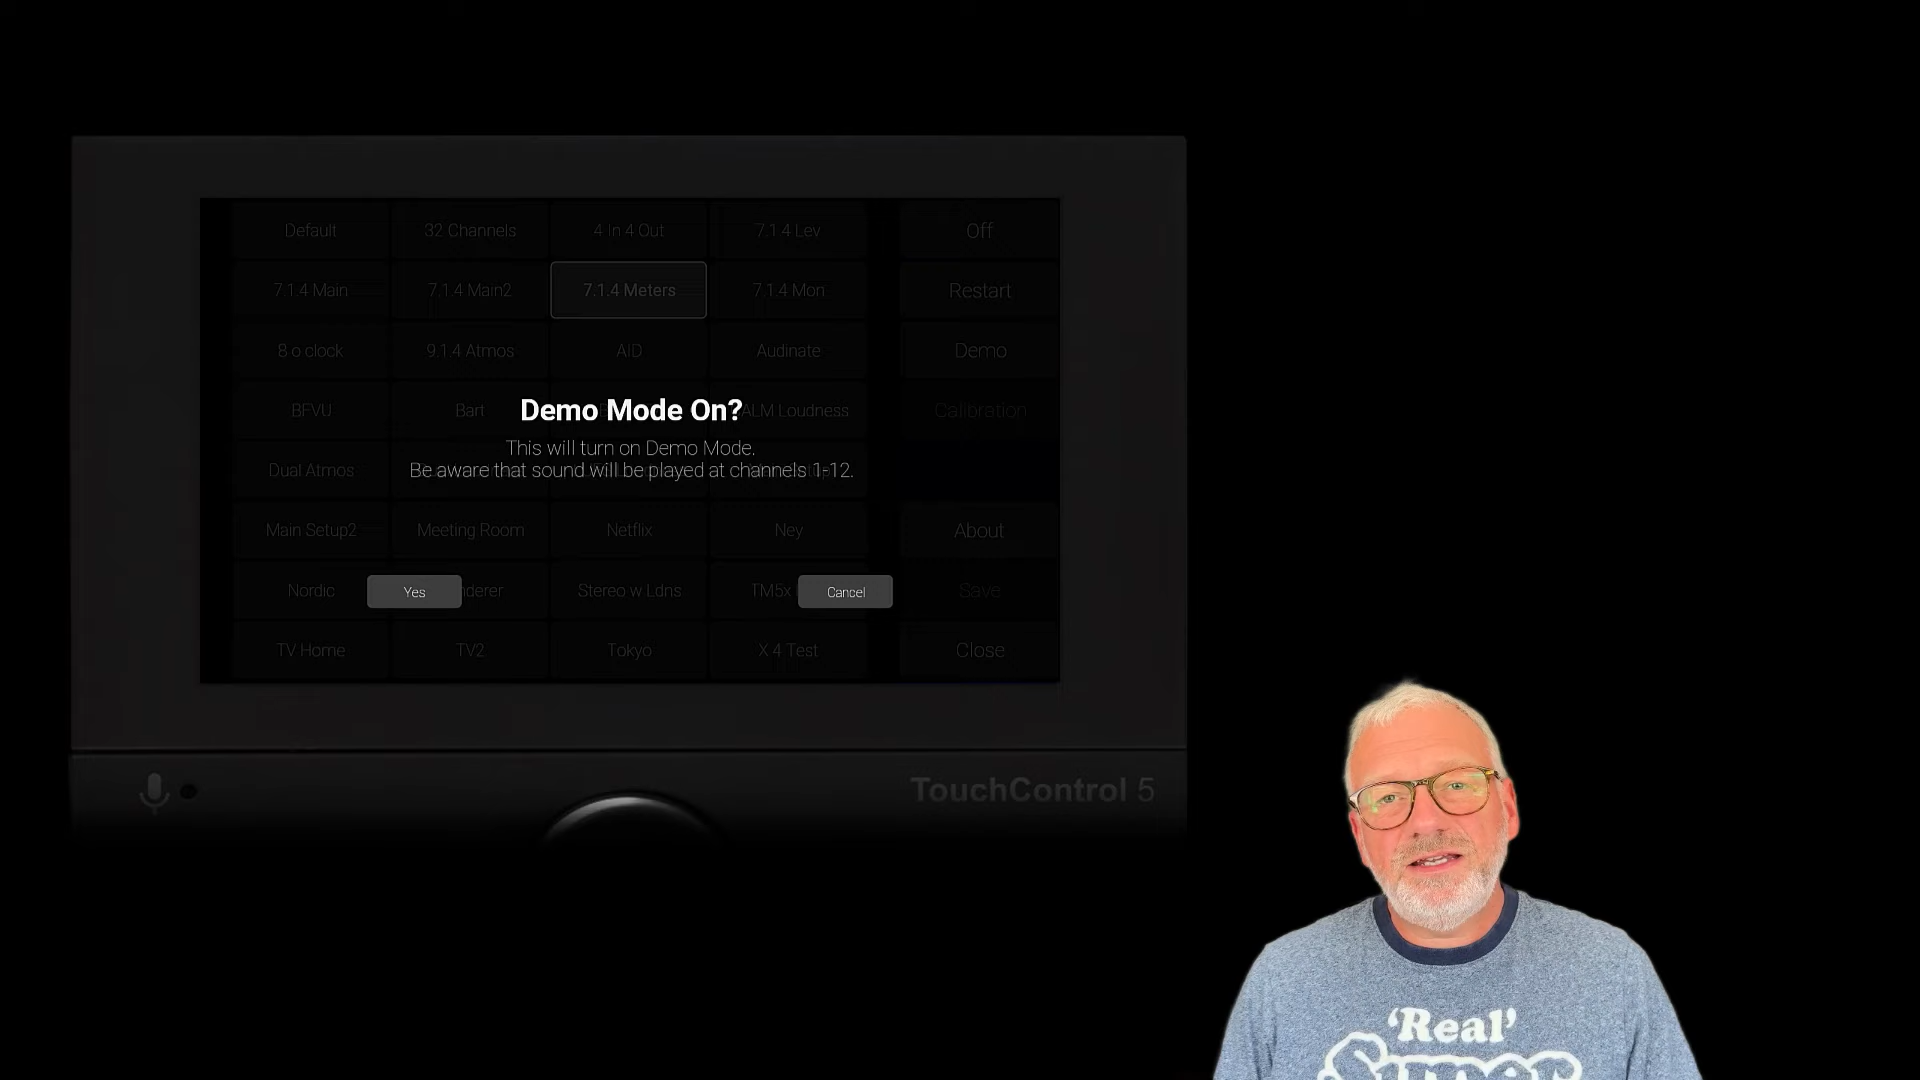 Default 32 Channels 4 In 4 Out 7.1.4 Lev Off
7.1.4 Main 7.1.4 Main2 7.1.4 Meters 7.1.4 Mon Restart
8 o clock 9.1.4 Atmos AID Audinate Demo
BFVU Bart ALM Loudness Calibration
Demo Mode On?
This will turn on Demo Mode.
Dual Atmos
Be aware that sound will be played at channels 1-12.
Main Setup2 Meeting Room Netflix Ney About
Nordic Yes nderer Stereo w Ldns TM5x Cancel Save
TV Home TV2 Tokyo X 4 Test Close
TouchControl 5
'Real'